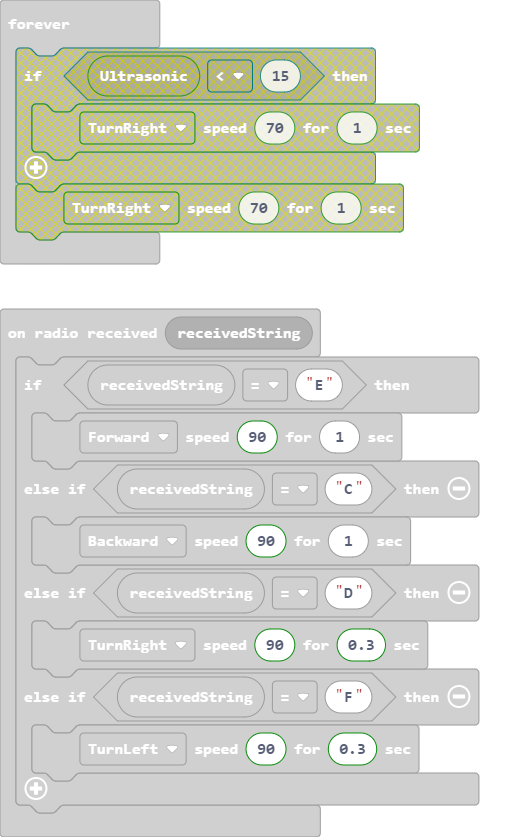 forever
if Ultrasonic < 15 then
TurnRight speed 70 for 1 sec
TurnRight speed 70 for 1 sec
on radio received receivedString
if receivedString = "E" then
Forward speed 90 for 1 sec
else if receivedString = "C" then
Backward speed 90 for 1 sec
else if receivedString = "D" then
TurnRight speed 90 for 0.3 sec
else if receivedString = "F" then
TurnLeft speed 90 for 0.3 sec